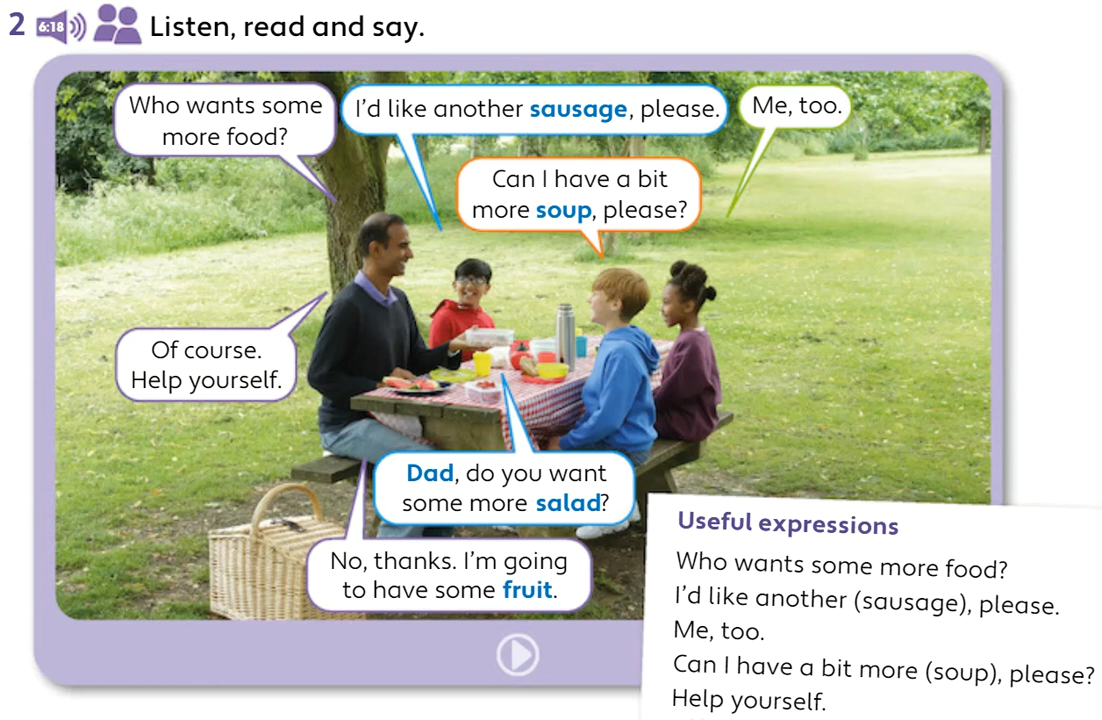 2 6:18 Listen, read and say.
Who wants some
more food?
I'd like another sausage, please.
Me, too.
Can I have a bit
more soup, please?
Of course.
Help yourself.
Dad, do you want
some more salad?
No, thanks. I'm going
to have some fruit.
Useful expressions
Who wants some more food?
I'd like another (sausage), please.
Me, too.
Can I have a bit more (soup), please?
Help yourself.